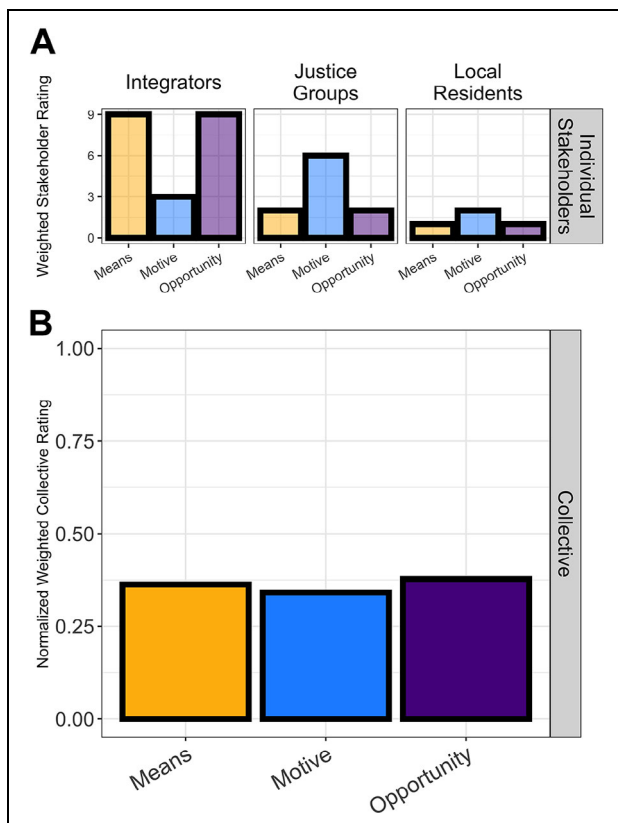 A
Integrators
Justice
Groups
Local
Residents
Weighted Stakeholder Rating
9
6
3
0
Means
Motive
Opportunity
Means
Motive
Opportunity
Means
Motive
Opportunity
Individual
Stakeholders
B
Normalized Weighted Collective Rating
1.00
0.75
0.50
0.25
0.00
Means
Motive
Opportunity
Collective